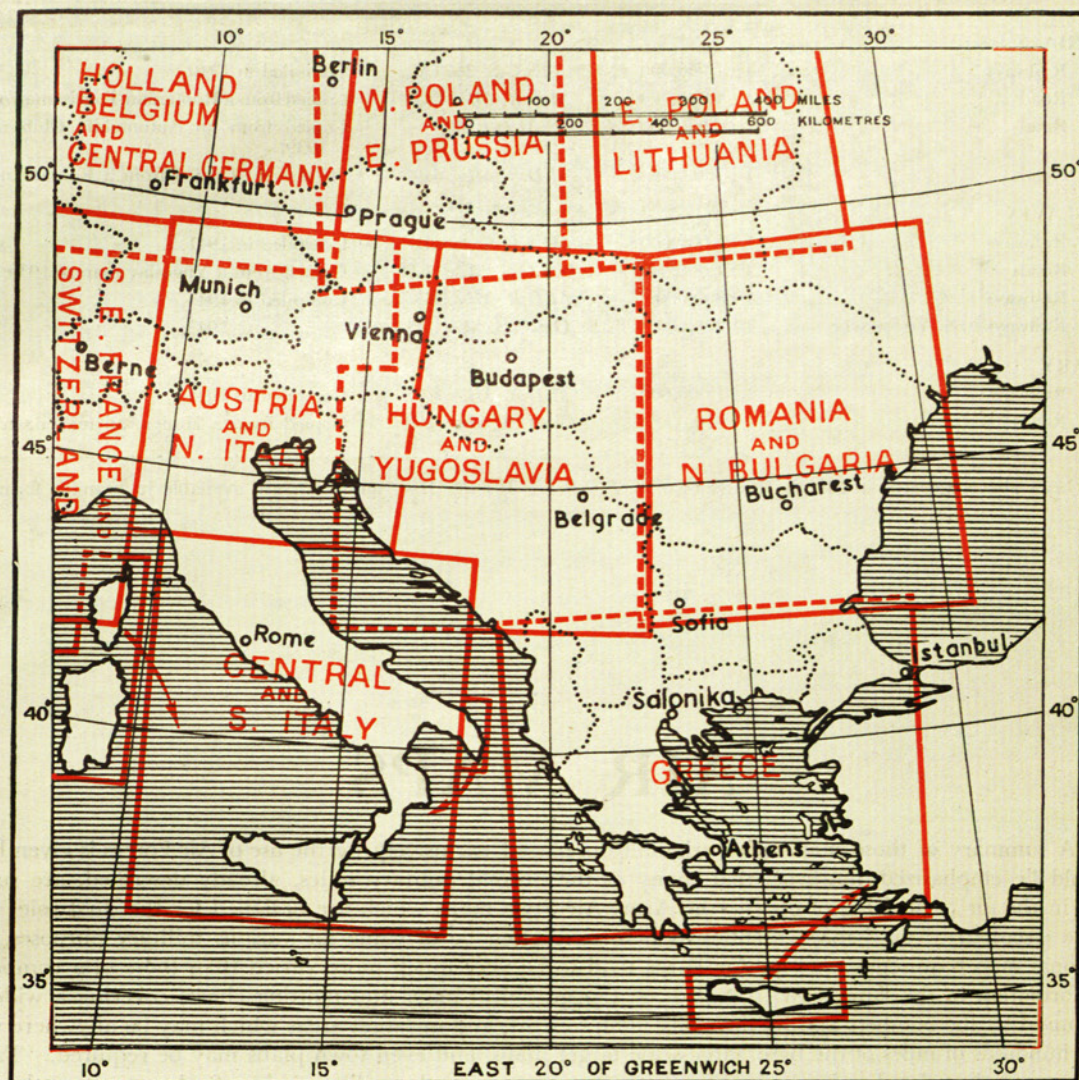 10° 15° 20° 25° 30°
Berlin
HOLLAND
BELGIUM
AND
CENTRAL GERMANY
W. POLAND
AND
E. PRUSSIA
E. POLAND
AND
LITHUANIA
0 100 200 300 400 MILES
0 200 400 600 KILOMETRES
50° 50°
Frankfurt
Prague
Munich
Vienna
Berne
Budapest
SWITZERLAND
S. E. FRANCE AND
AUSTRIA
AND
N. ITALY
HUNGARY
AND
YUGOSLAVIA
ROMANIA
AND
N. BULGARIA
45° 45°
Bucharest
Belgrade
Sofia
Rome
Istanbul
CENTRAL
AND
S. ITALY
Salonika
40° 40°
GREECE
Athens
35° 35°
10° 15° EAST 20° OF GREENWICH 25° 30°